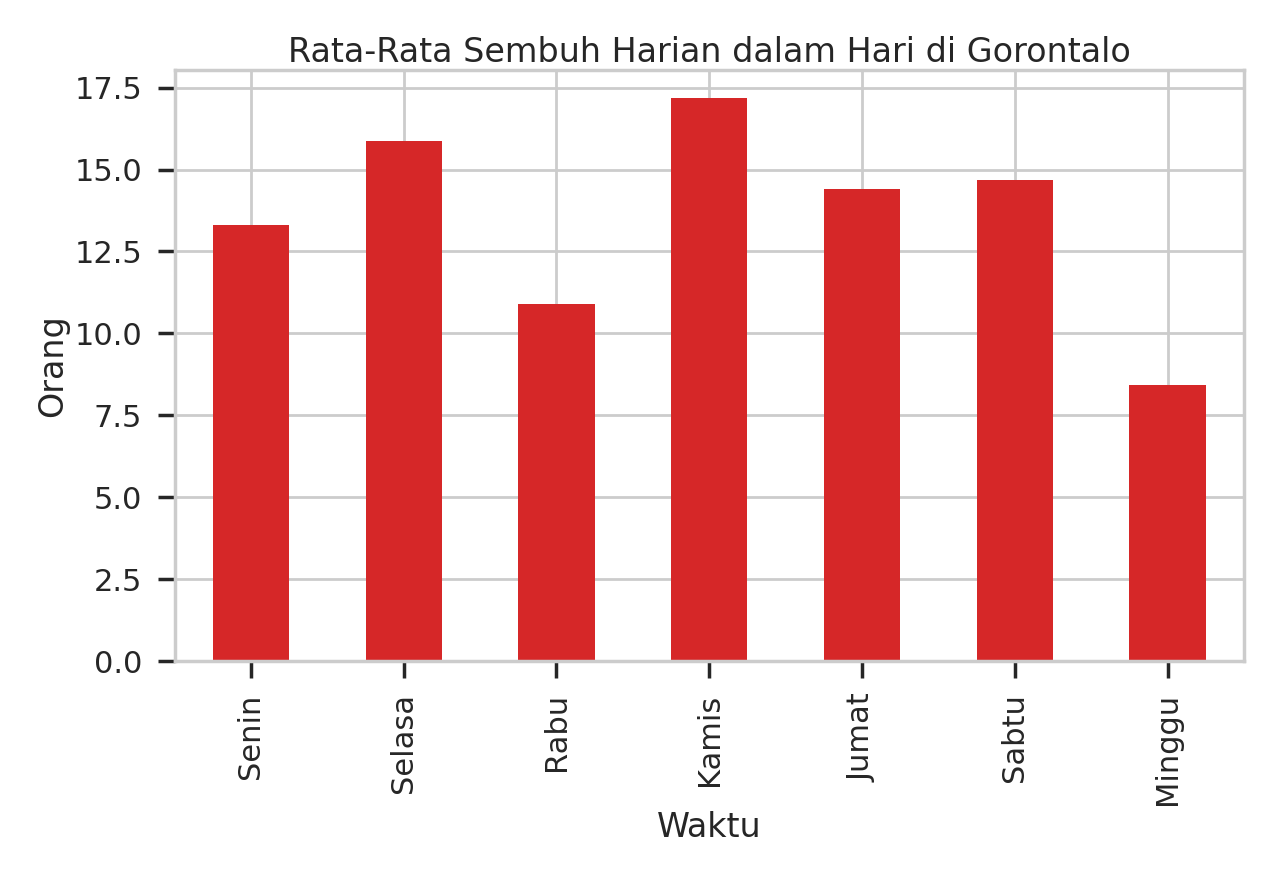 Rata-Rata Sembuh Harian dalam Hari di Gorontalo
17.5
15.0
12.5
10.0
7.5
5.0
2.5
0.0
Orang
Senin
Selasa
Rabu
Kamis
Jumat
Sabtu
Minggu
Waktu